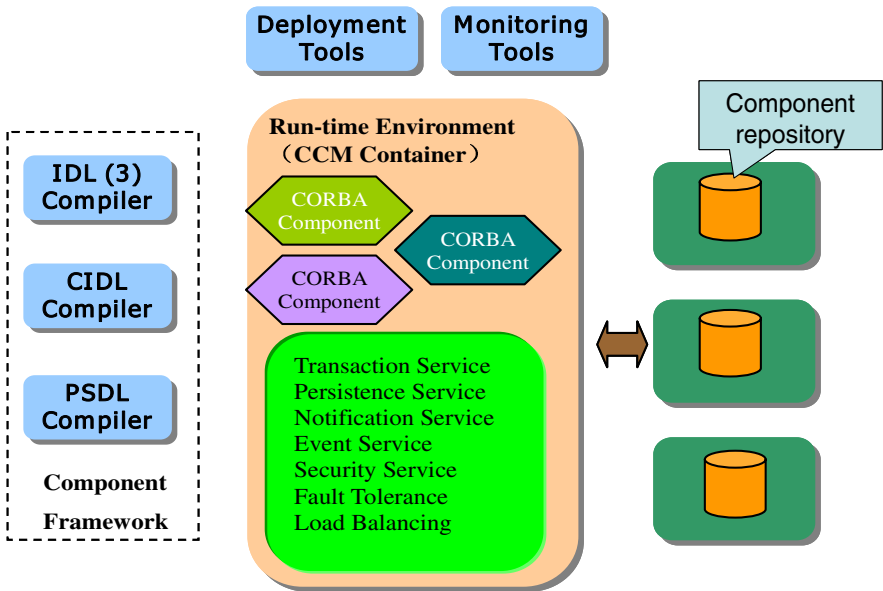 Deployment
Tools
Monitoring
Tools
Component
repository
Run-time Environment
（CCM Container）
IDL (3)
Compiler
CIDL
Compiler
PSDL
Compiler
Component
Framework
CORBA
Component
CORBA
Component
CORBA
Component
Transaction Service
Persistence Service
Notification Service
Event Service
Security Service
Fault Tolerance
Load Balancing